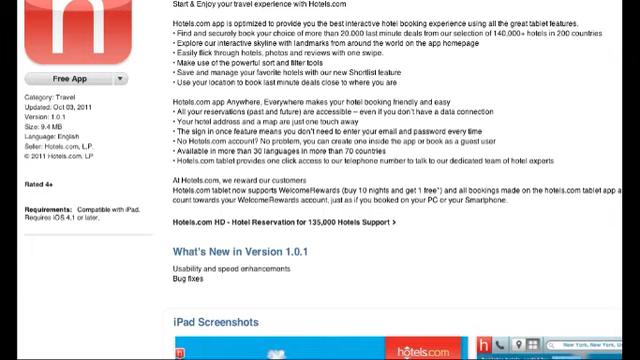 Start & Enjoy your travel experience with Hotels.com
Hotels.com app is optimized to provide you the best interactive hotel booking experience using all the great tablet features.
• Find and securely book your choice of more than 20.000 last minute deals from our selection of 140,000+ hotels in 200 countries
• Explore our interactive skyline with landmarks from around the world on the app homepage
• Easily flick through hotels, photos and reviews with one swipe.
• Make use of the powerful sort and filter tools
• Save and manage your favorite hotels with our new Shortlist feature
• Use your location to book last minute deals close to where you are
Hotels.com app Anywhere, Everywhere makes your hotel booking friendly and easy
• All your reservations (past and future) are accessible – even if you don't have a data connection
• Your hotel address and a map are just one touch away
• The sign in once feature means you don't need to enter your email and password every time
• No Hotels.com account? No problem, you can create one inside the app or book as a guest user
• Available in more than 30 languages in more than 70 countries
• Hotels.com tablet provides one click access to our telephone number to talk to our dedicated team of hotel experts
At Hotels.com, we reward our customers
Hotels.com tablet now supports WelcomeRewards (buy 10 nights and get 1 free*) and all bookings made on the hotels.com tablet app a
count towards your WelcomeRewards account, just as if you booked on your PC or your Smartphone.
Hotels.com HD - Hotel Reservation for 135,000 Hotels Support >
What's New in Version 1.0.1
Usability and speed enhancements
Bug fixes
iPad Screenshots
h
Free App
Category: Travel
Updated: Oct 03, 2011
Version: 1.0.1
Size: 9.4 MB
Language: English
Seller: Hotels.com, L.P.
© 2011 Hotels.com, LP
Rated 4+
Requirements: Compatible with iPad.
Requires iOS 4.1 or later.
h
hotels.com
h
New York, New York, U